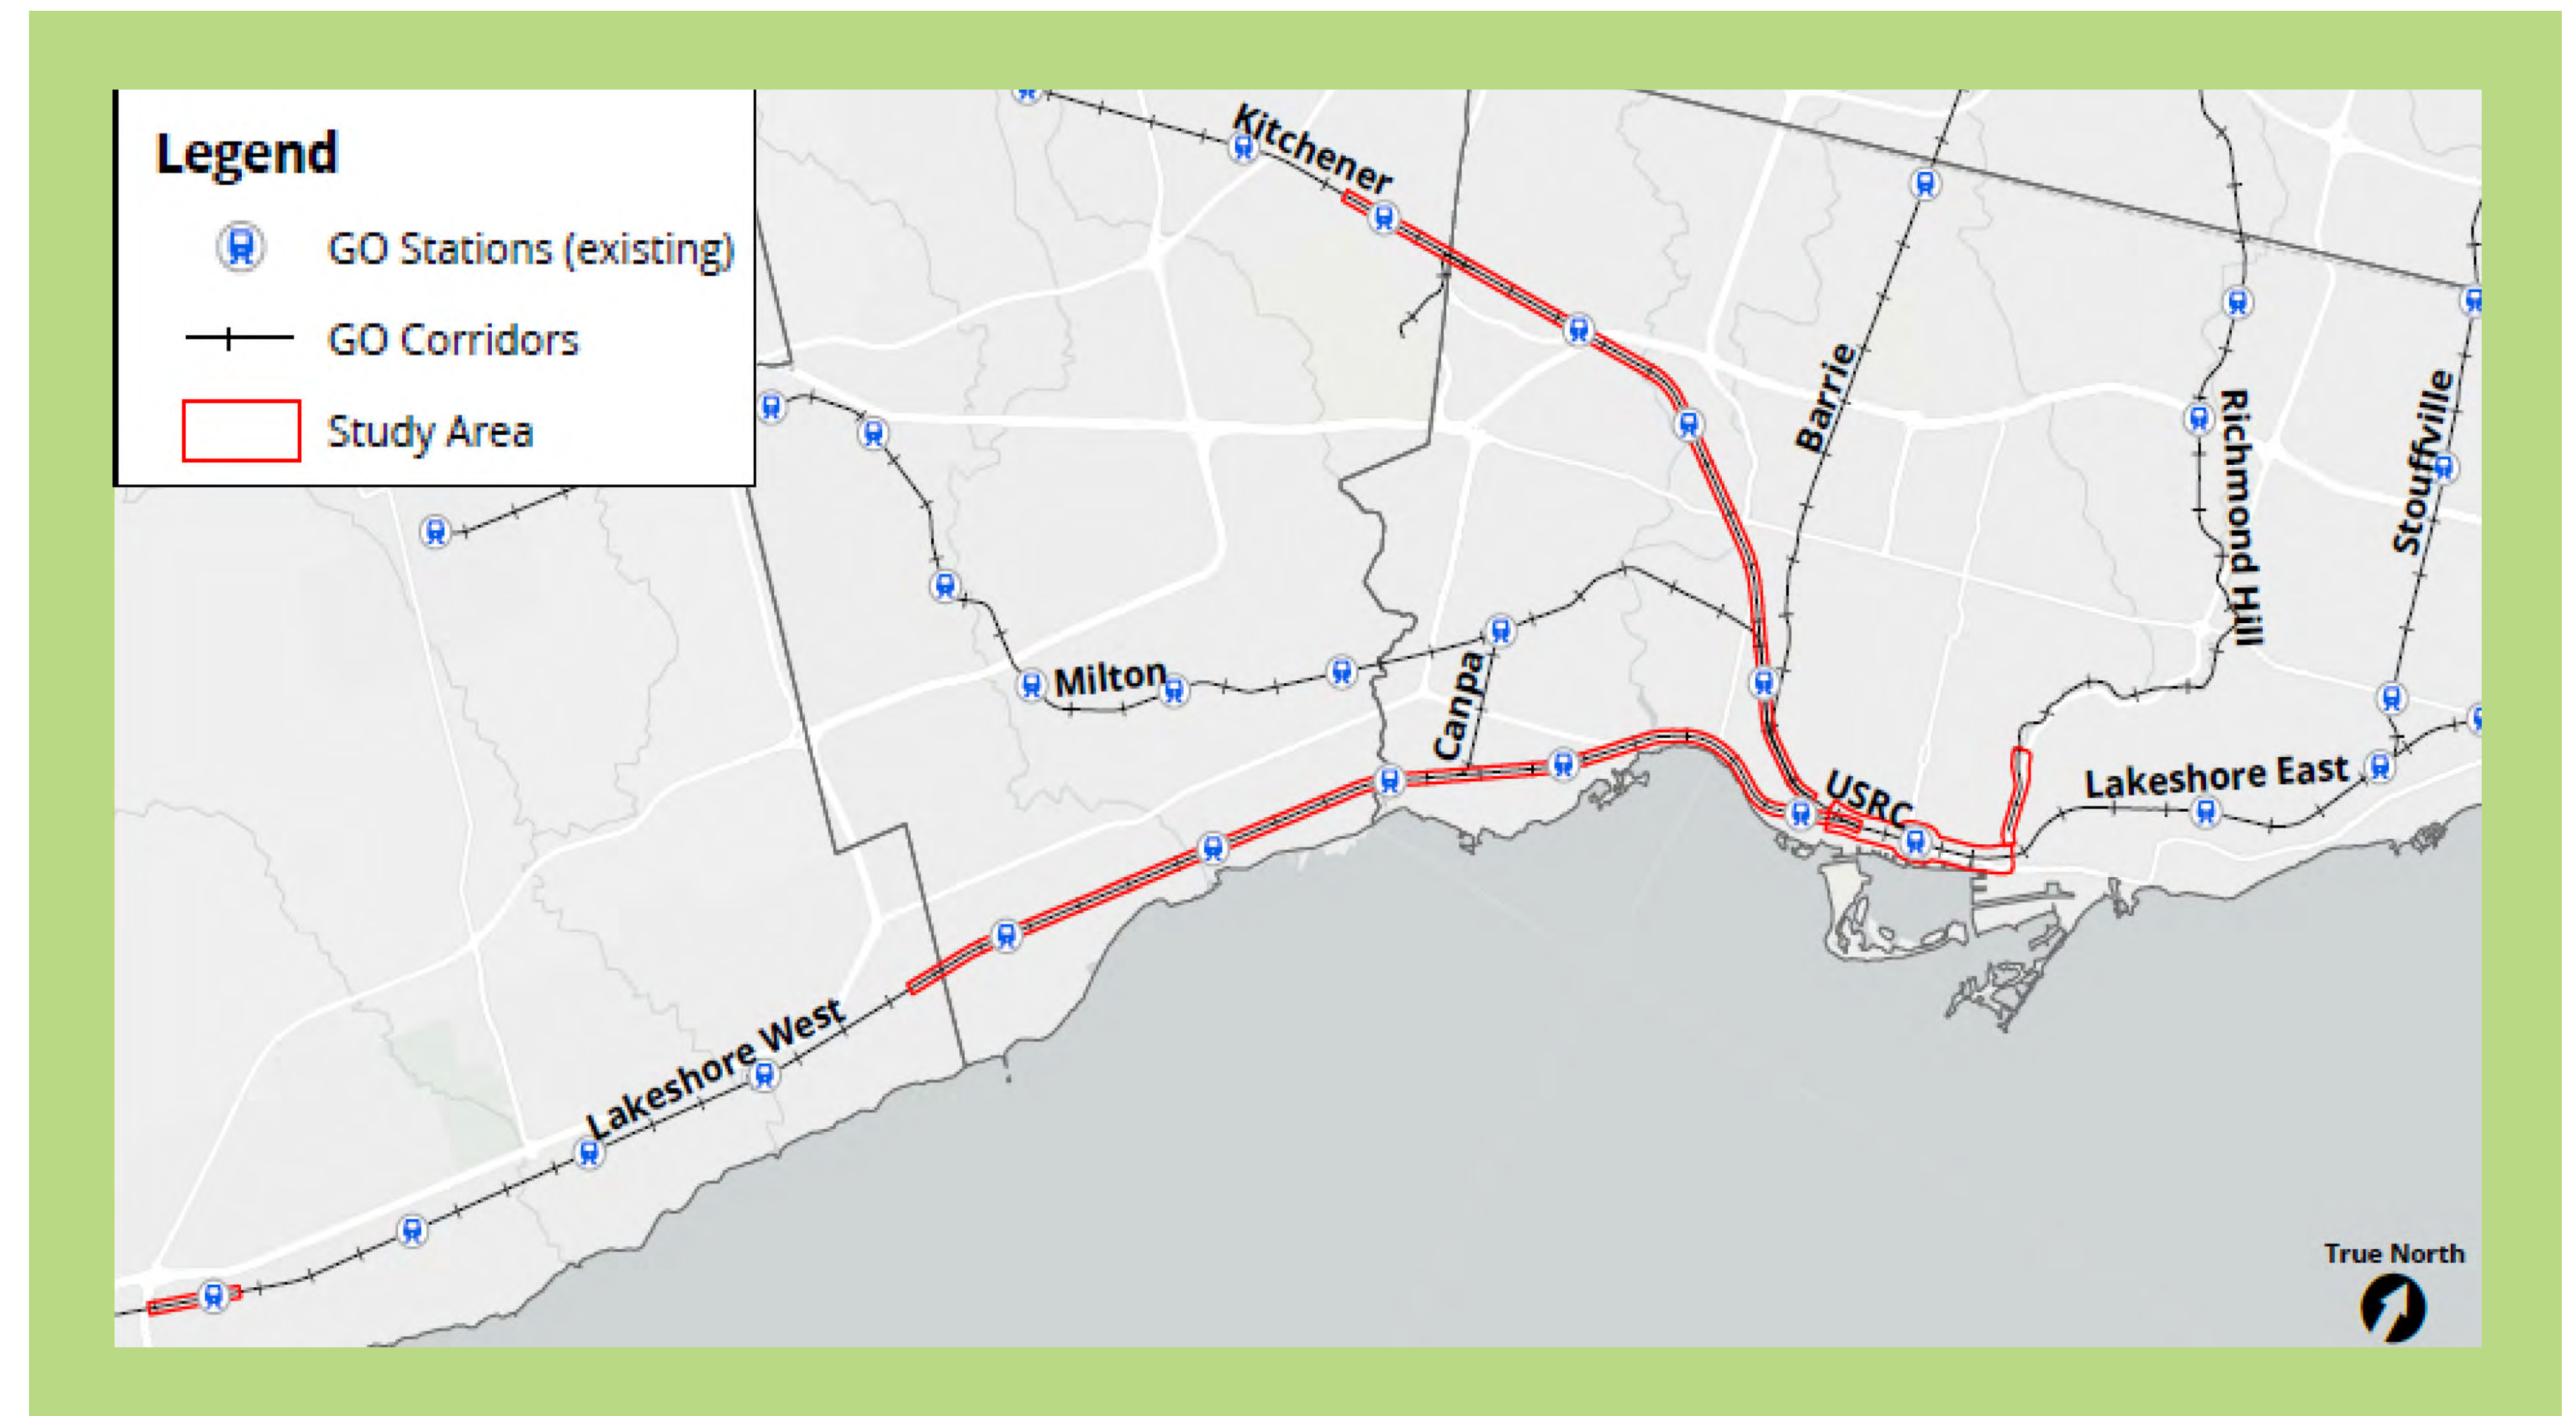 Legend
GO Stations (existing)
GO Corridors
Study Area
Kitchener
Barrie
Richmond Hill
Stouffville
Milton
Canpa
USRC
Lakeshore East
Lakeshore West
True North